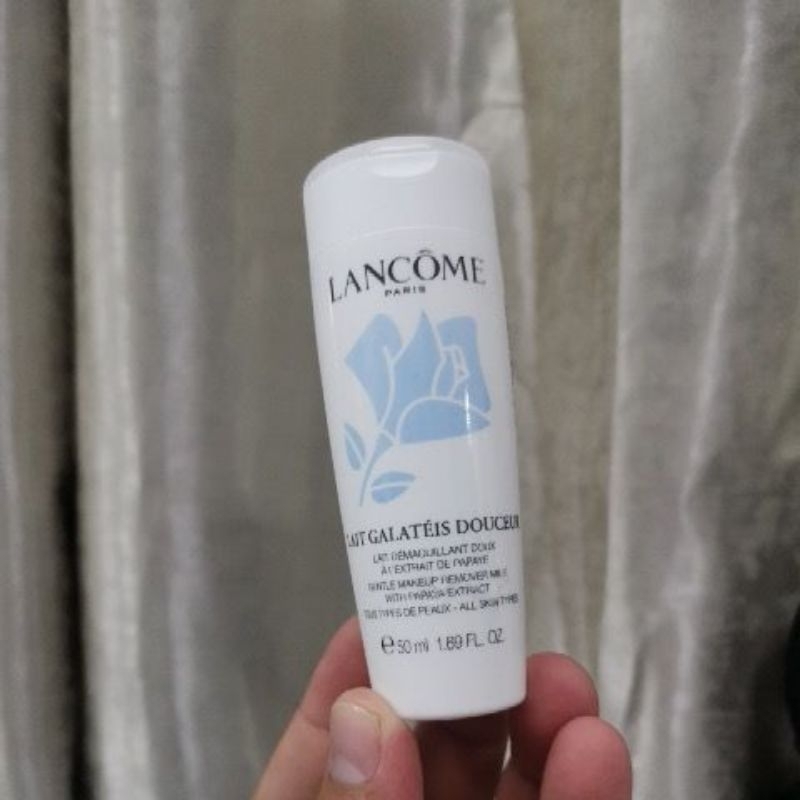 LANCÔME
PARIS
LAIT GALATÉIS DOUCEUR
LAIT DÉMAQUILLANT DOUX
À L'EXTRAIT DE PAPAYE
GENTLE MAKEUP REMOVER MILK
WITH PAPAYA EXTRACT
TOUS TYPES DE PEAUX - ALL SKIN TYPES
e 50 ml 1.69 FL. OZ.